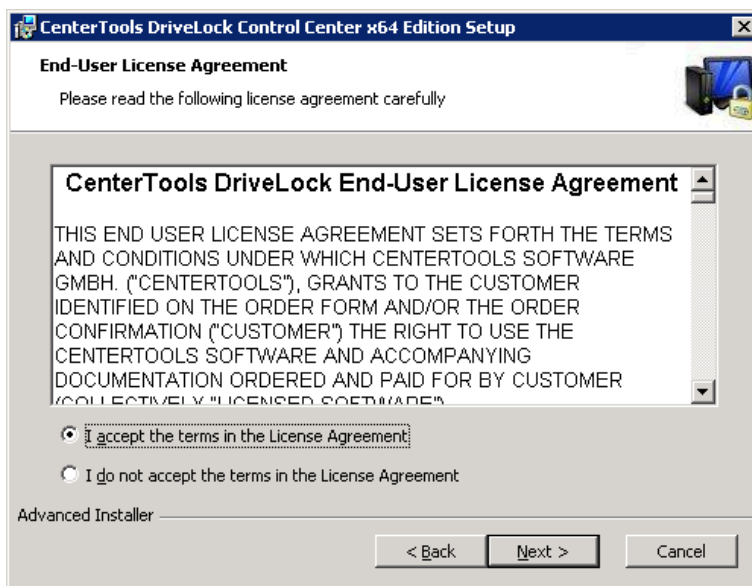 CenterTools DriveLock Control Center x64 Edition Setup
End-User License Agreement
Please read the following license agreement carefully
CenterTools DriveLock End-User License Agreement
THIS END USER LICENSE AGREEMENT SETS FORTH THE TERMS
AND CONDITIONS UNDER WHICH CENTERTOOLS SOFTWARE
GMBH. ("CENTERTOOLS"), GRANTS TO THE CUSTOMER
IDENTIFIED ON THE ORDER FORM AND/OR THE ORDER
CONFIRMATION ("CUSTOMER") THE RIGHT TO USE THE
CENTERTOOLS SOFTWARE AND ACCOMPANYING
DOCUMENTATION ORDERED AND PAID FOR BY CUSTOMER
(COLLECTIVELY "LICENSED SOFTWARE")
I accept the terms in the License Agreement
I do not accept the terms in the License Agreement
Advanced Installer
< Back
Next >
Cancel